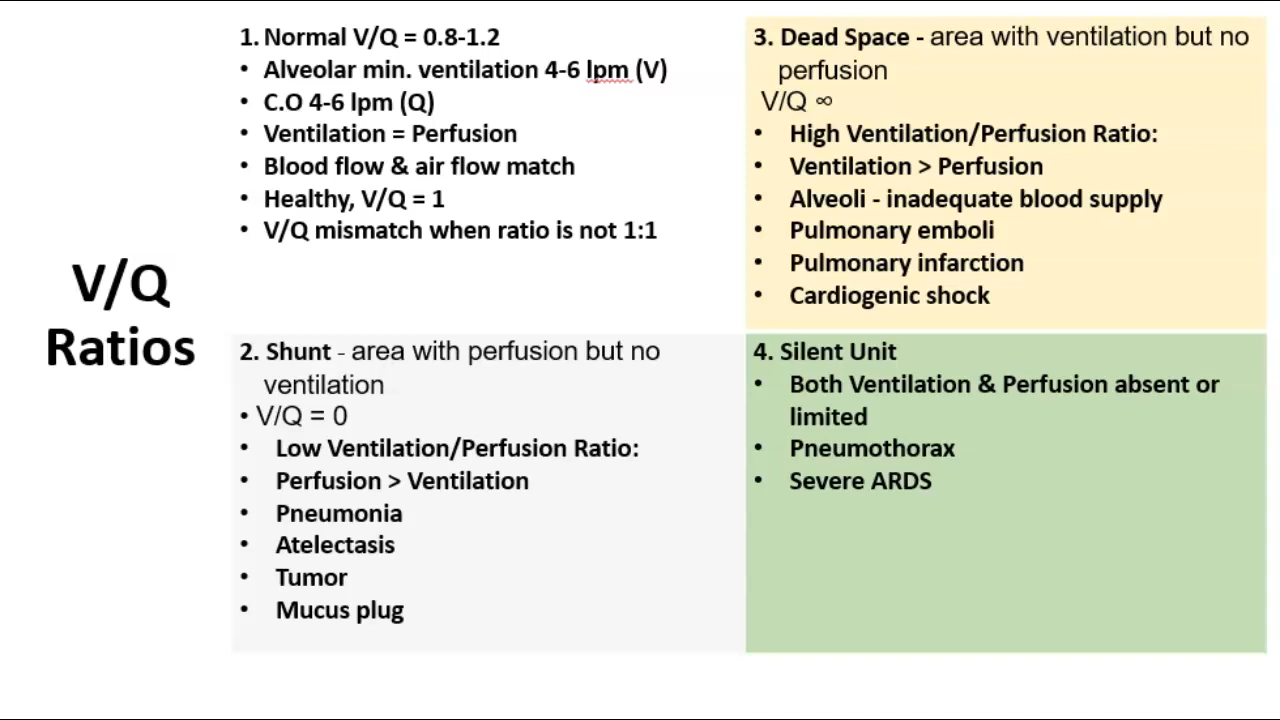 V/Q
Ratios
1. Normal V/Q = 0.8-1.2
• Alveolar min. ventilation 4-6 lpm (V)
• C.O 4-6 lpm (Q)
• Ventilation = Perfusion
• Blood flow & air flow match
• Healthy, V/Q = 1
• V/Q mismatch when ratio is not 1:1
2. Shunt - area with perfusion but no
ventilation
• V/Q = 0
• Low Ventilation/Perfusion Ratio:
• Perfusion > Ventilation
• Pneumonia
• Atelectasis
• Tumor
• Mucus plug
3. Dead Space - area with ventilation but no
perfusion
V/Q ∞
• High Ventilation/Perfusion Ratio:
• Ventilation > Perfusion
• Alveoli - inadequate blood supply
• Pulmonary emboli
• Pulmonary infarction
• Cardiogenic shock
4. Silent Unit
• Both Ventilation & Perfusion absent or
limited
• Pneumothorax
• Severe ARDS